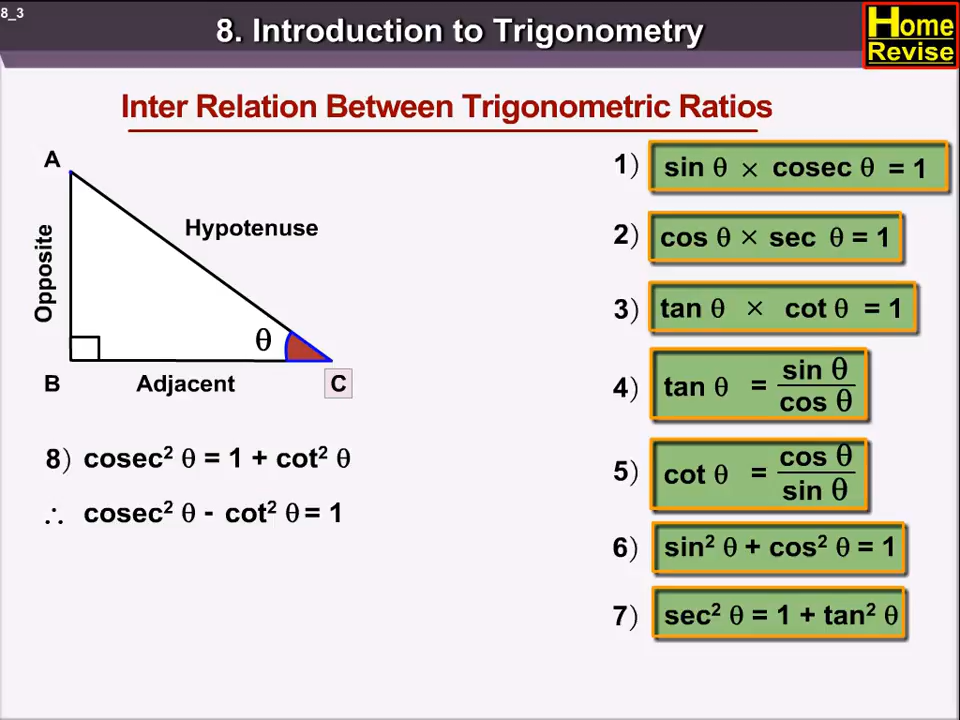 8_3
8. Introduction to Trigonometry
Home
Revise
Inter Relation Between Trigonometric Ratios
A
Opposite
Hypotenuse
θ
B
Adjacent
C
8) cosec² θ = 1 + cot² θ
∴ cosec² θ - cot² θ = 1
1) sin θ × cosec θ = 1
2) cos θ × sec θ = 1
3) tan θ × cot θ = 1
4) tan θ = sin θ / cos θ
5) cot θ = cos θ / sin θ
6) sin² θ + cos² θ = 1
7) sec² θ = 1 + tan² θ